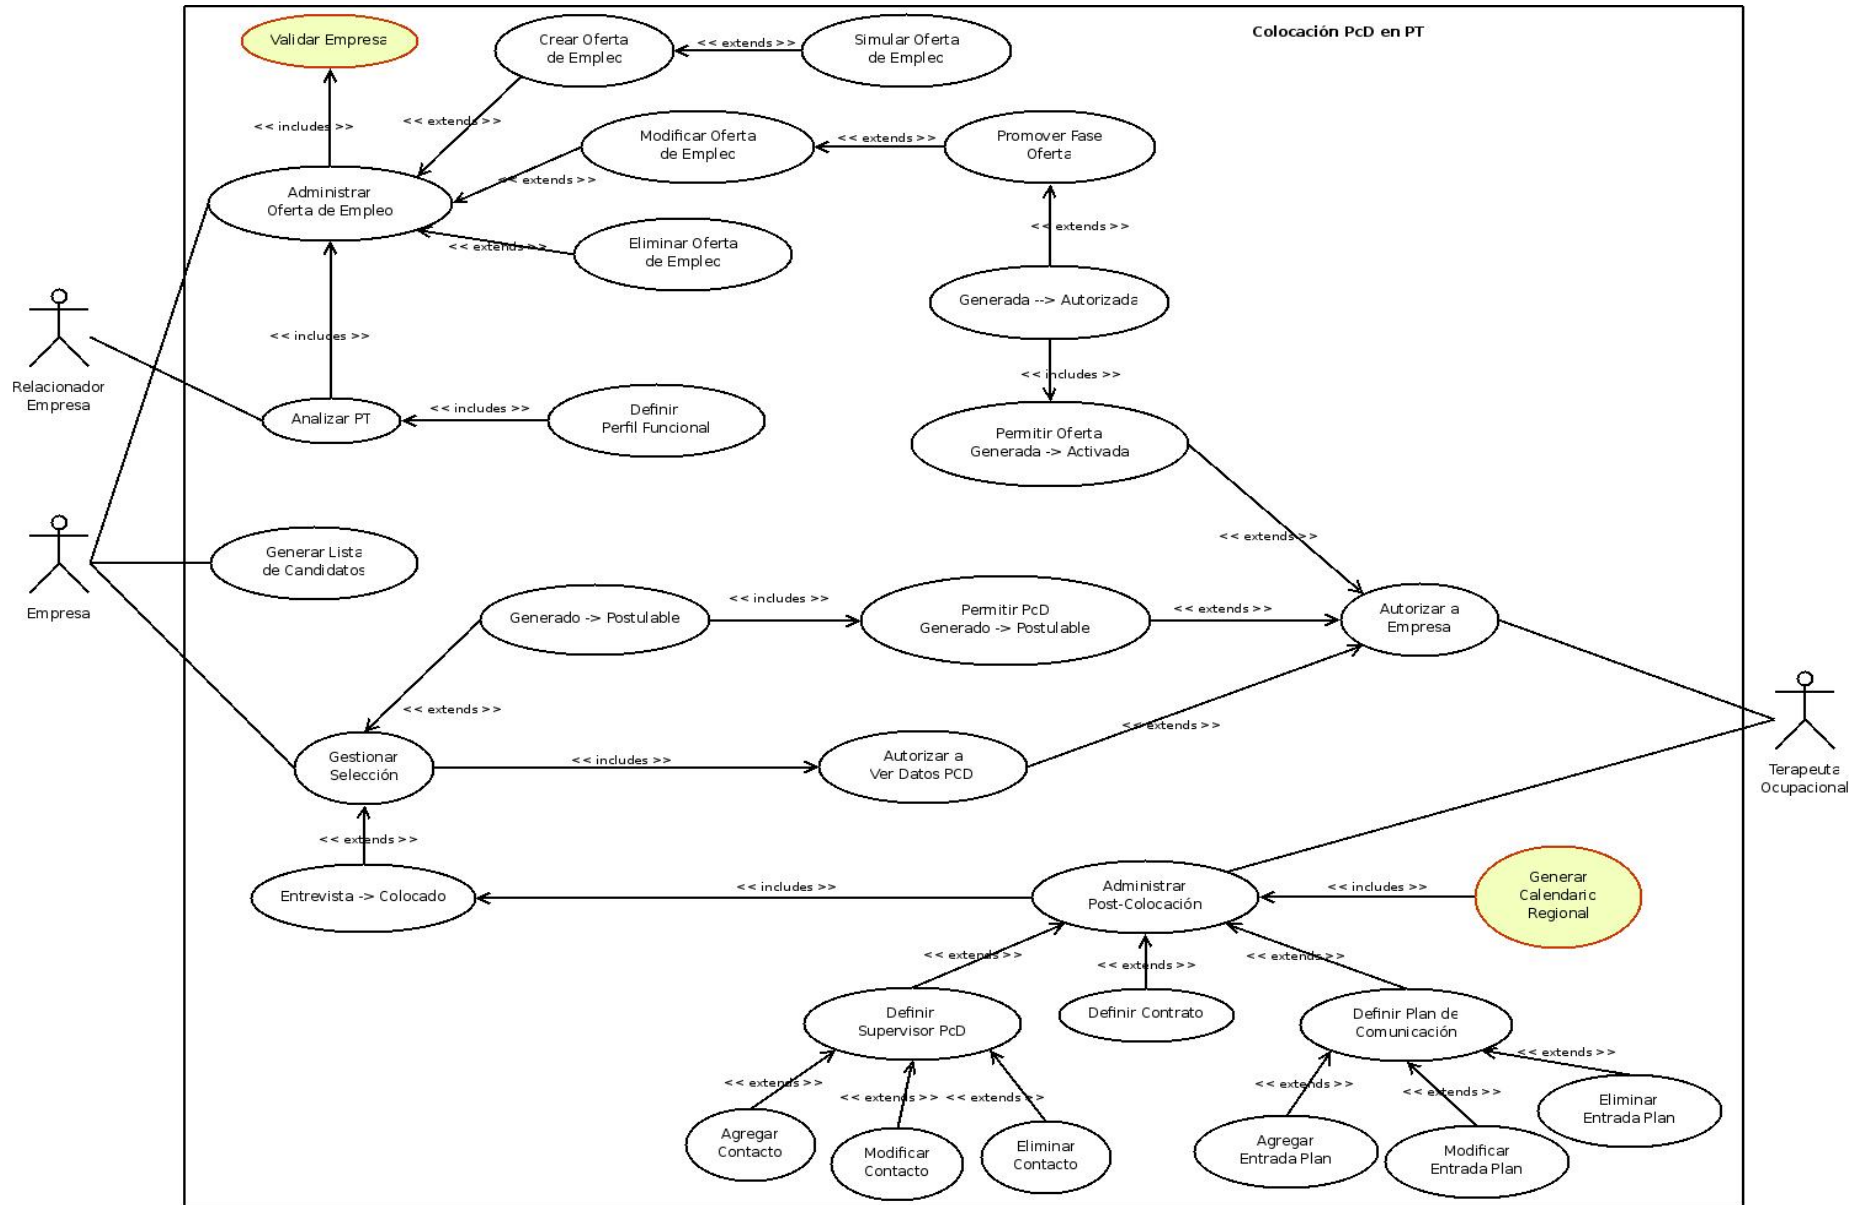 Colocación PcD en PT
Validar Empresa
Crear Oferta
de Emplec
<< extends >>
Simular Oferta
de Emplec
<< includes >>
<< extends >>
Modificar Oferta
de Emplec
<< extends >>
Promover Fase
Oferta
<< extends >>
Administrar
Oferta de Empleo
<< extends >>
Eliminar Oferta
de Emplec
<< extends >>
Generada --> Autorizada
<< includes >>
<< includes >>
Relacionador
Empresa
Analizar PT
<< includes >>
Definir
Perfil Funcional
Permitir Oferta
Generada -> Activada
<< extends >>
Empresa
Generar Lista
de Candidatos
Generado -> Postulable
<< includes >>
Permitir PcD
Generado -> Postulable
<< extends >>
Autorizar a
Empresa
<< extends >>
<< extends >>
Gestionar
Selección
<< includes >>
Autorizar a
Ver Datos PCD
Terapeuta
Ocupacional
<< extends >>
Entrevista -> Colocado
<< includes >>
Administrar
Post-Colocación
<< includes >>
Generar
Calendaric
Regional
<< extends >>
<< extends >>
<< extends >>
Definir
Supervisor PcD
Definir Contrato
Definir Plan de
Comunicación
<< extends >>
<< extends >>
<< extends >>
<< extends >>
<< extends >>
<< extends >>
Agregar
Contacto
Modificar
Contacto
Eliminar
Contacto
Agregar
Entrada Plan
Modificar
Entrada Plan
Eliminar
Entrada Plan